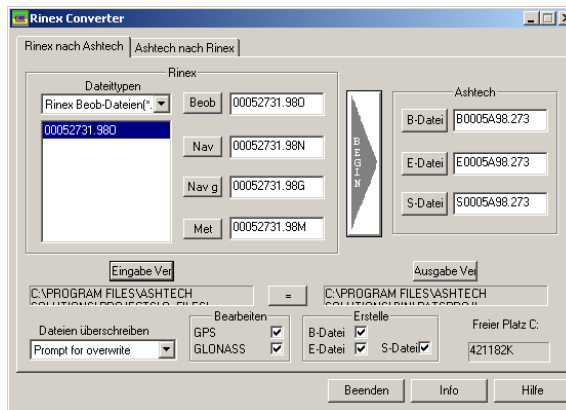 Rinex Converter
Rinex nach Ashtech
Ashtech nach Rinex
Rinex
Dateittypen
Rinex Beob-Dateien(*.
00052731.98O
Beob
00052731.98O
Nav
00052731.98N
Nav g
00052731.98G
Met
00052731.98M
BEGIN
Ashtech
B-Datei
B0005A98.273
E-Datei
E0005A98.273
S-Datei
S0005A98.273
Eingabe Ver
C:\PROGRAM FILES\ASHTECH
=
Ausgabe Ver
C:\PROGRAM FILES\ASHTECH
Dateien überschreiben
Prompt for overwrite
Bearbeiten
GPS
GLONASS
Erstelle
B-Datei
E-Datei
S-Datei
Freier Platz C:
421182K
Beenden
Info
Hilfe